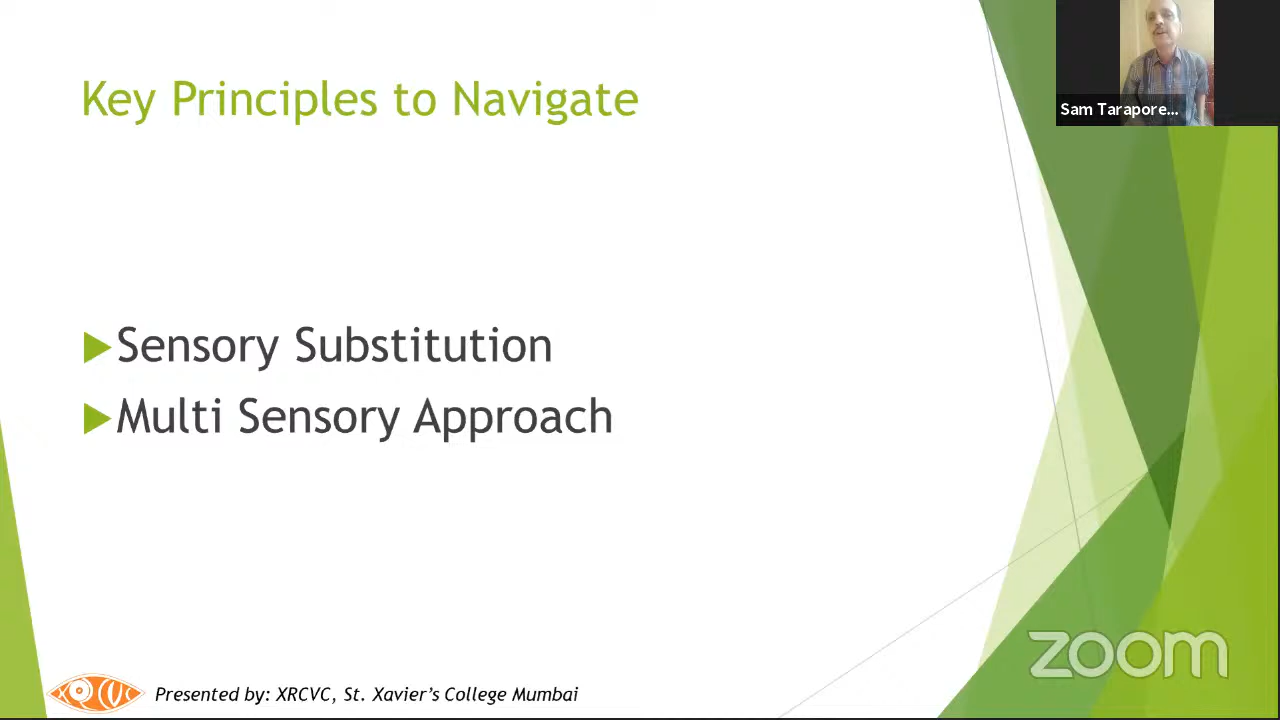 Key Principles to Navigate
Sam Tarapore...
Sensory Substitution
Multi Sensory Approach
zoom
XRCVC
Presented by: XRCVC, St. Xavier's College Mumbai